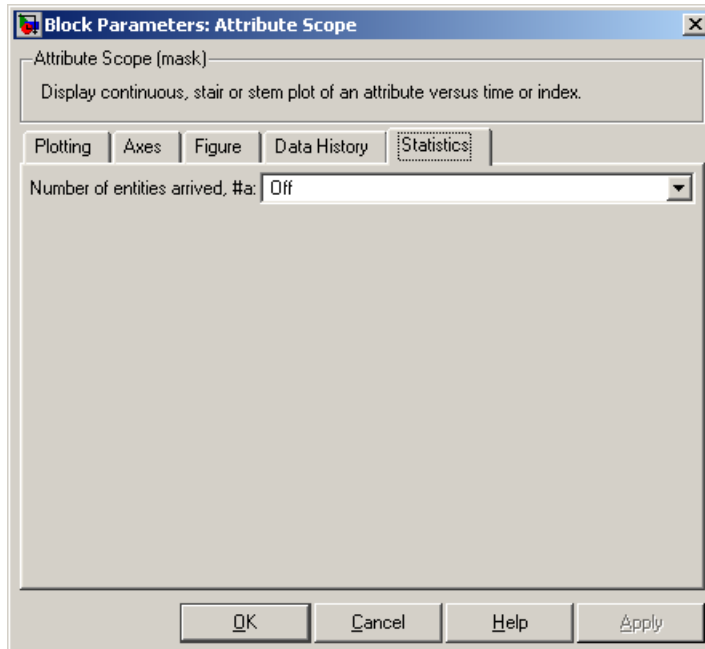 Block Parameters: Attribute Scope
Attribute Scope (mask)
Display continuous, stair or stem plot of an attribute versus time or index.
Plotting Axes Figure Data History Statistics
Number of entities arrived, #a: Off
OK Cancel Help Apply